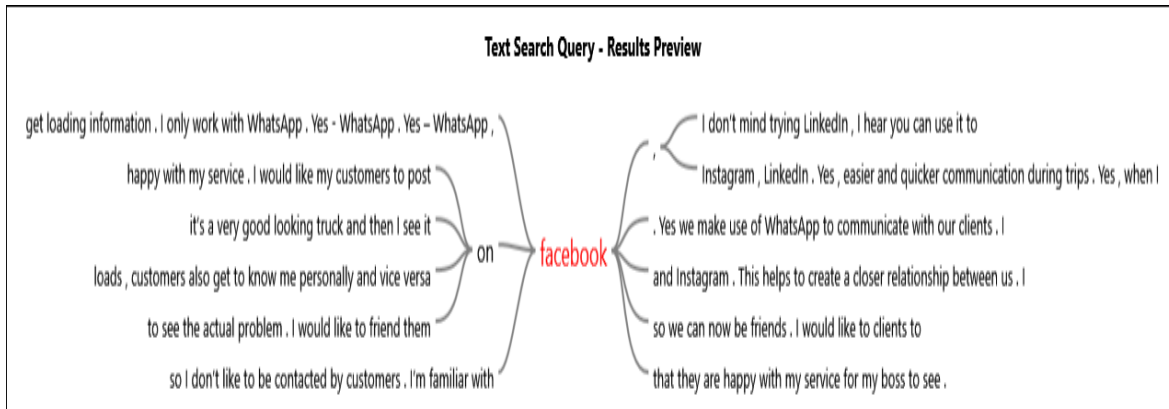 Text Search Query - Results Preview
get loading information . I only work with WhatsApp . Yes - WhatsApp . Yes – WhatsApp ,
happy with my service . I would like my customers to post
it's a very good looking truck and then I see it
loads , customers also get to know me personally and vice versa
to see the actual problem . I would like to friend them
on
so I don't like to be contacted by customers . I'm familiar with
facebook
,
I don't mind trying LinkedIn , I hear you can use it to
Instagram , LinkedIn . Yes , easier and quicker communication during trips . Yes , when I
. Yes we make use of WhatsApp to communicate with our clients . I
and Instagram . This helps to create a closer relationship between us . I
so we can now be friends . I would like to clients to
that they are happy with my service for my boss to see .